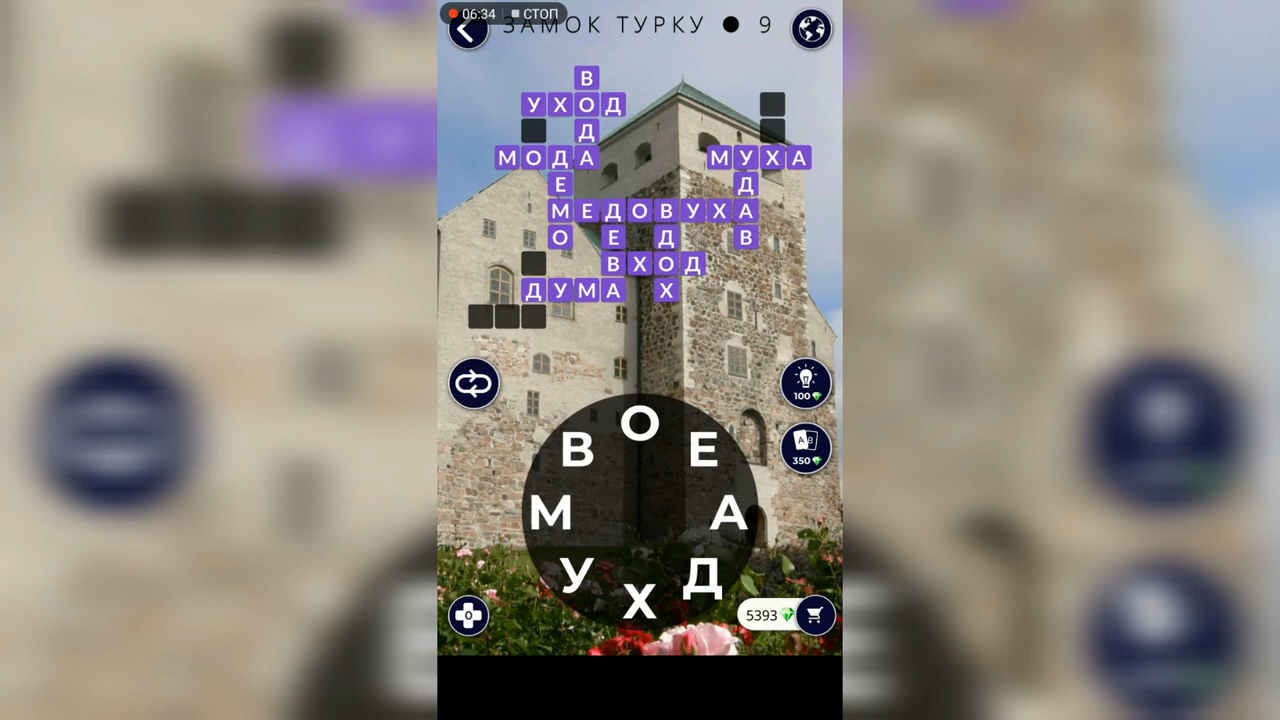 06:34 СТОП
ЗАМОК ТУРКУ ● 9
В
УХОД
Д
МОДА МУХА
Е Д
МЕДОВУХА
О Е Д В
ВХОД
ДУМА Х
100
350
О
В Е
М А
У Д
Х
0
5393